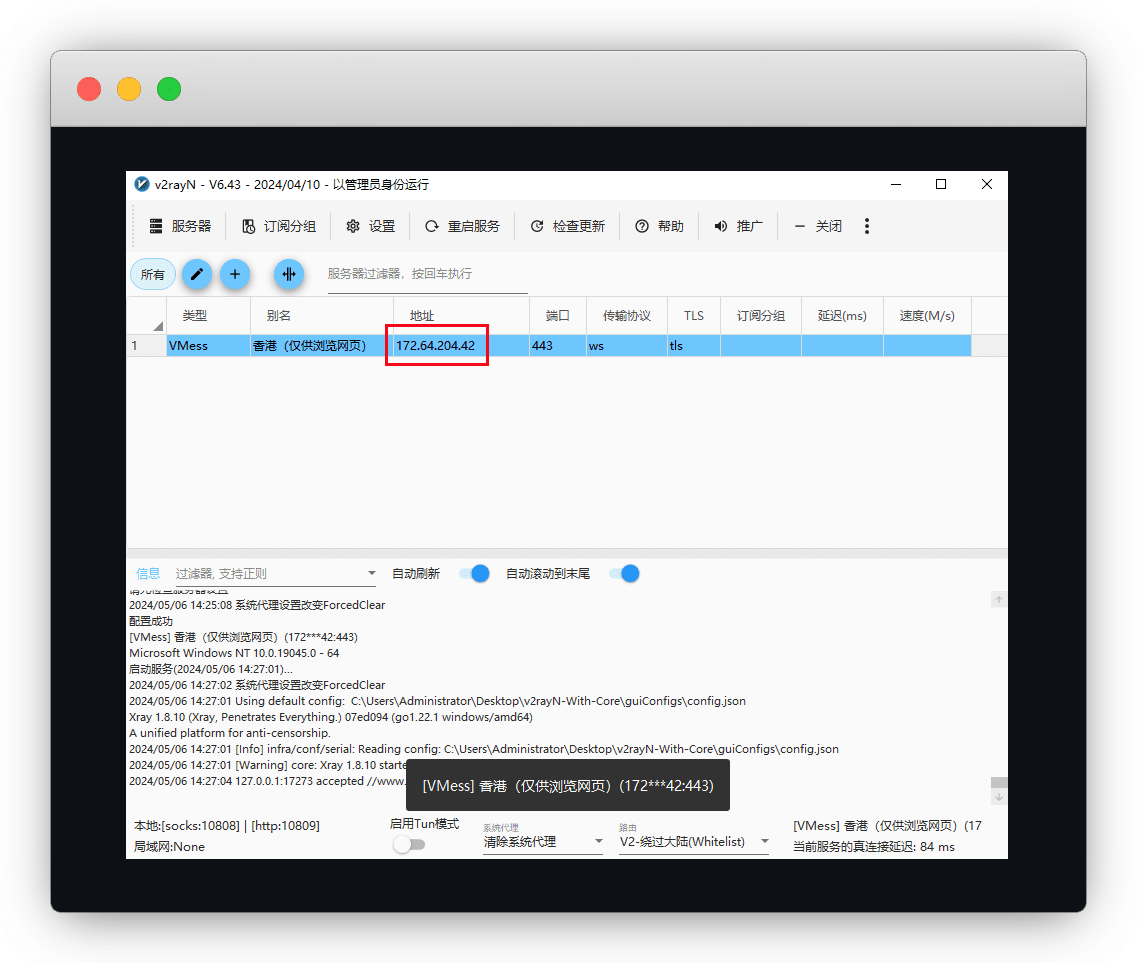 v2rayN - V6.43 - 2024/04/10 - 以管理员身份运行
服务器 订阅分组 设置 重启服务 检查更新 帮助 推广 关闭
所有 服务器过滤器，按回车执行
类型 别名 地址 端口 传输协议 TLS 订阅分组 延迟(ms) 速度(M/s)
1 VMess 香港（仅供浏览网页） 172.64.204.42 443 ws tls
信息 过滤器, 支持正则 自动刷新 自动滚动到末尾
请先检查服务器设置
2024/05/06 14:25:08 系统代理设置改变ForcedClear
配置成功
[VMess] 香港（仅供浏览网页）(172***42:443)
Microsoft Windows NT 10.0.19045.0 - 64
启动服务(2024/05/06 14:27:01)...
2024/05/06 14:27:02 系统代理设置改变ForcedClear
2024/05/06 14:27:01 Using default config:  C:\Users\Administrator\Desktop\v2rayN-With-Core\guiConfigs\config.json
Xray 1.8.10 (Xray, Penetrates Everything.) 07ed094 (go1.22.1 windows/amd64)
A unified platform for anti-censorship.
2024/05/06 14:27:01 [Info] infra/conf/serial: Reading config: C:\Users\Administrator\Desktop\v2rayN-With-Core\guiConfigs\config.json
2024/05/06 14:27:01 [Warning] core: Xray 1.8.10 starte
2024/05/06 14:27:04 127.0.0.1:17273 accepted //www.
[VMess] 香港（仅供浏览网页）(172***42:443)
本地:[socks:10808] | [http:10809] 启用Tun模式 系统代理 路由 [VMess] 香港（仅供浏览网页）(17
局域网:None 清除系统代理 V2-绕过大陆(Whitelist) 当前服务的真连接延迟: 84 ms